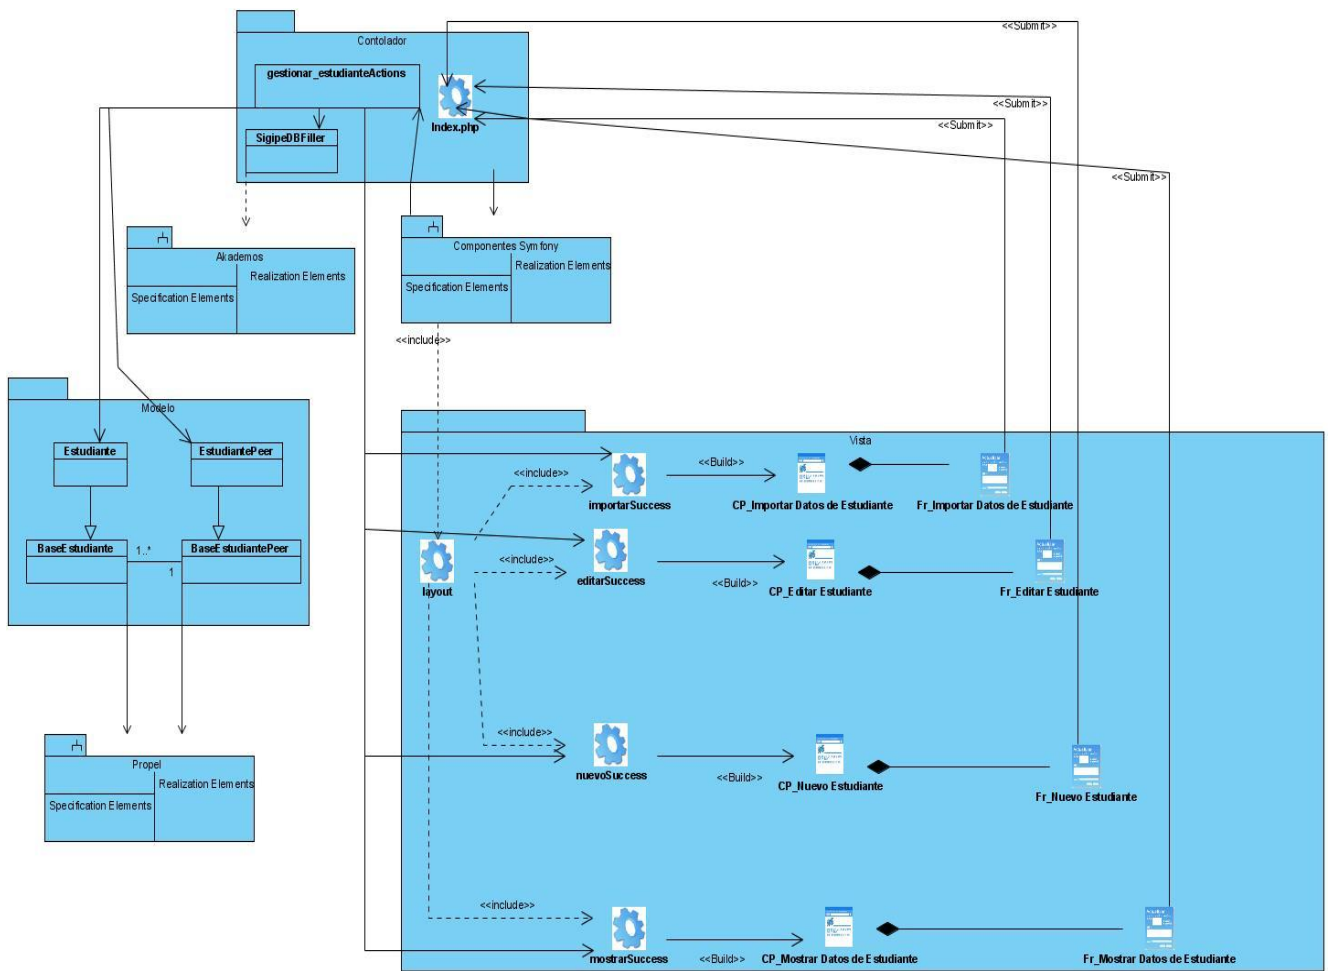 <<Submit>>
Contolador
gestionar_estudianteActions
Index.php
<<Submit>>
<<Submit>>
SigipeDBFiller
<<Submit>>
Akademos
Realization Elements
Specification Elements
Componentes Symfony
Realization Elements
Specification Elements
<<include>>
Modelo
Estudiante
EstudiantePeer
BaseEstudiante
1..*
1
BaseEstudiantePeer
Vista
<<include>>
importarSuccess
<<Build>>
CP_Importar Datos de Estudiante
Fr_Importar Datos de Estudiante
layout
<<include>>
editarSuccess
<<Build>>
CP_Editar Estudiante
Fr_Editar Estudiante
Propel
Realization Elements
Specification Elements
<<include>>
nuevoSuccess
<<Build>>
CP_Nuevo Estudiante
Fr_Nuevo Estudiante
<<include>>
mostrarSuccess
<<Build>>
CP_Mostrar Datos de Estudiante
Fr_Mostrar Datos de Estudiante